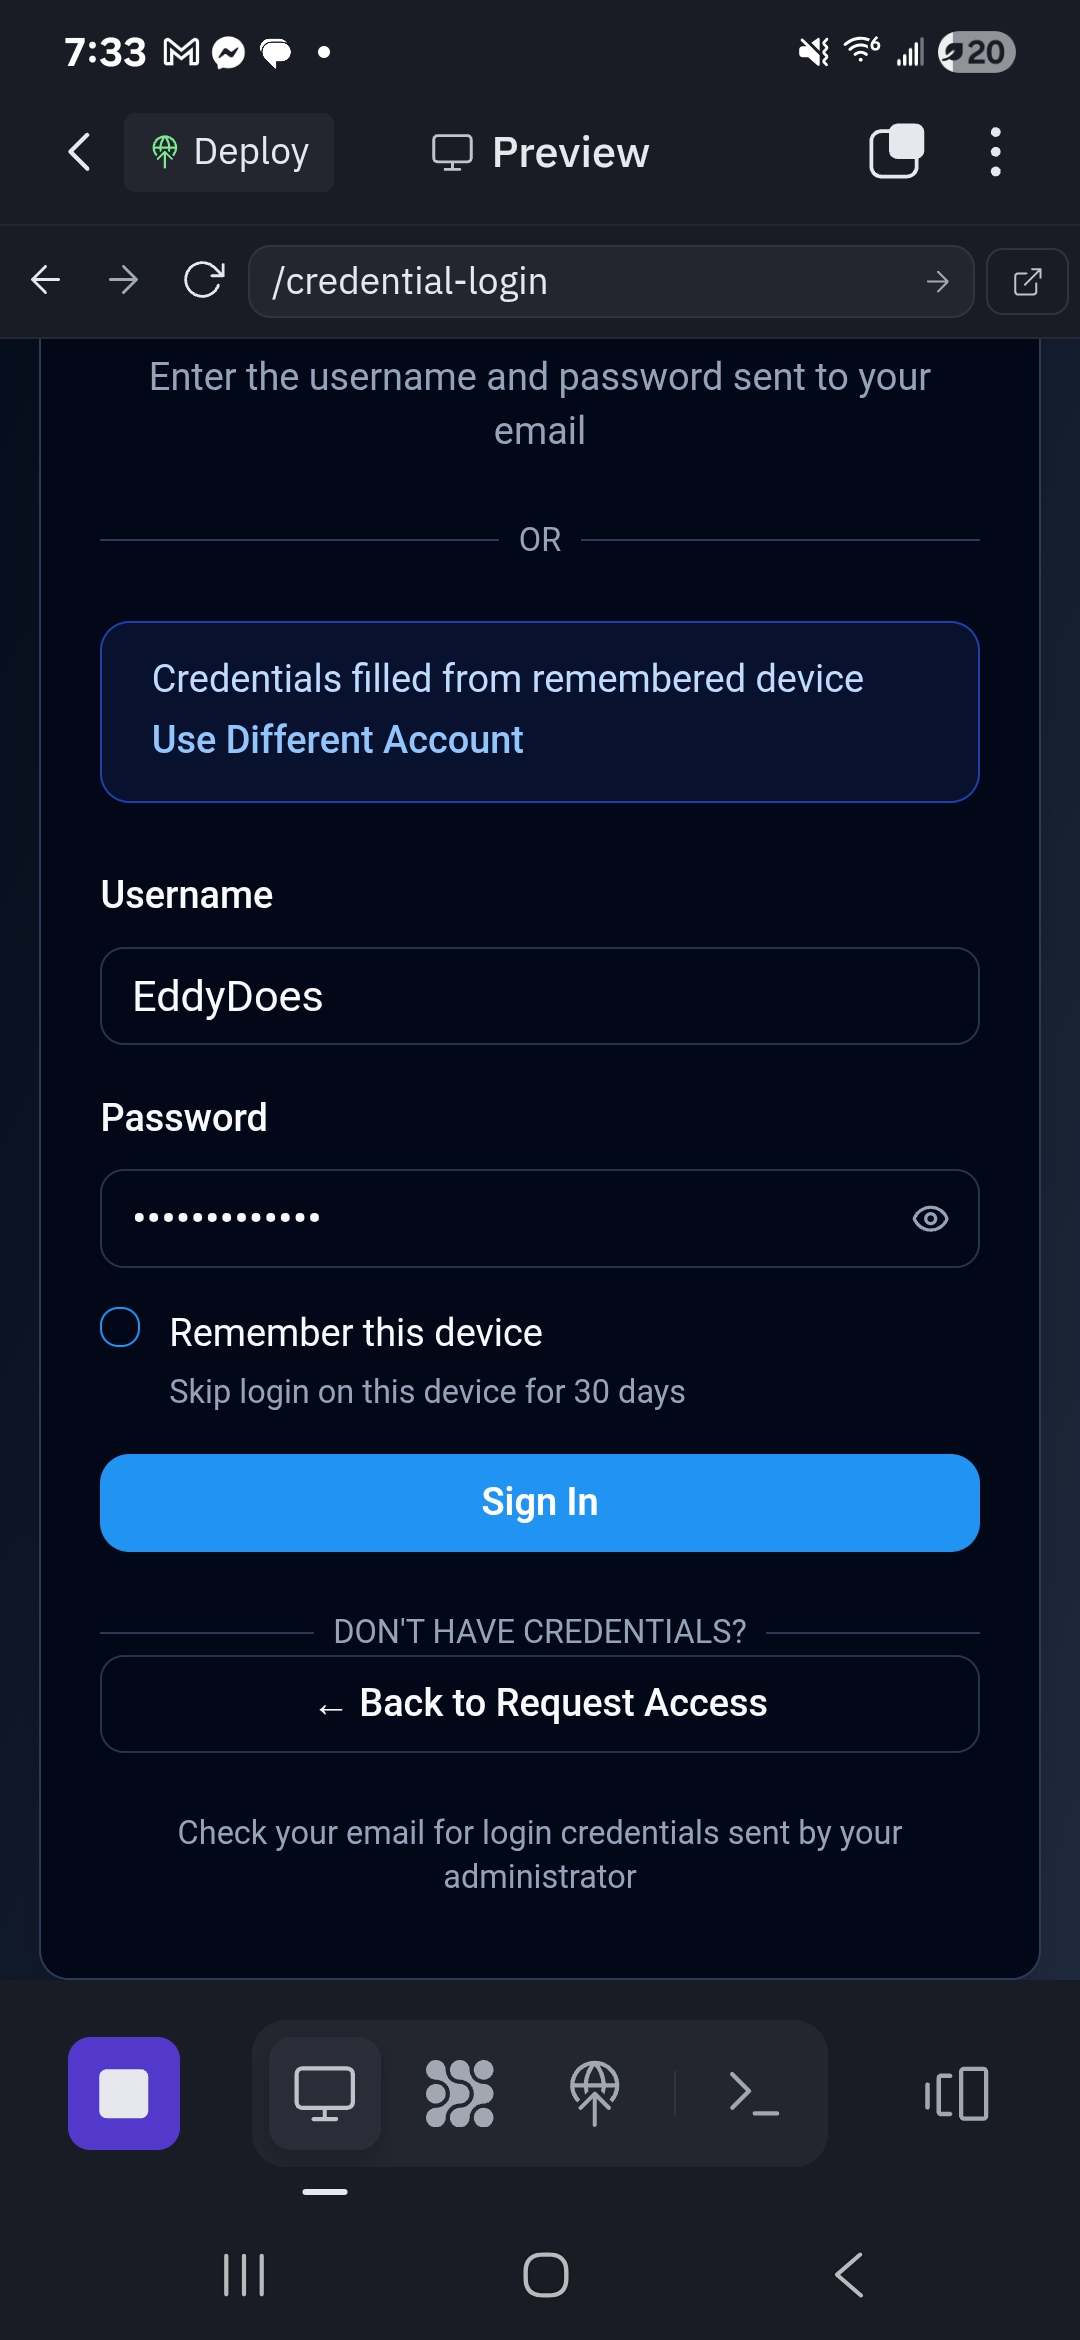 7:33
20
Deploy
Preview
/credential-login
Enter the username and password sent to your
email
OR
Credentials filled from remembered device
Use Different Account
Username
EddyDoes
Password
•••••••••••••
Remember this device
Skip login on this device for 30 days
Sign In
DON'T HAVE CREDENTIALS?
← Back to Request Access
Check your email for login credentials sent by your
administrator